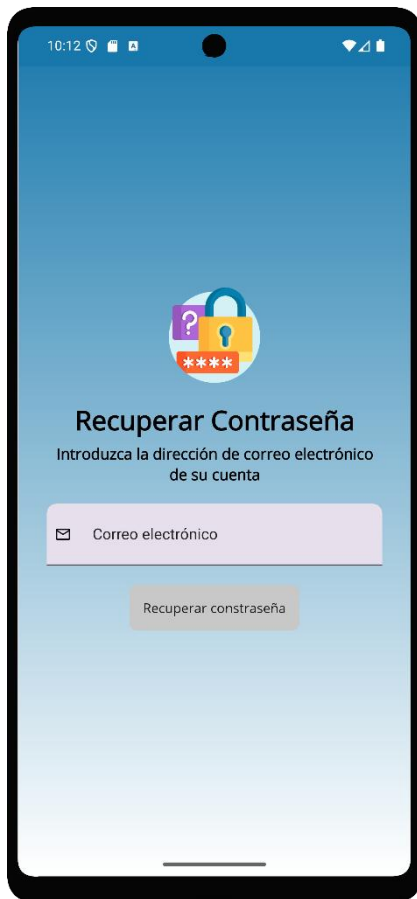 10:12
?
****
Recuperar Contraseña
Introduzca la dirección de correo electrónico
de su cuenta
Correo electrónico
Recuperar constraseña